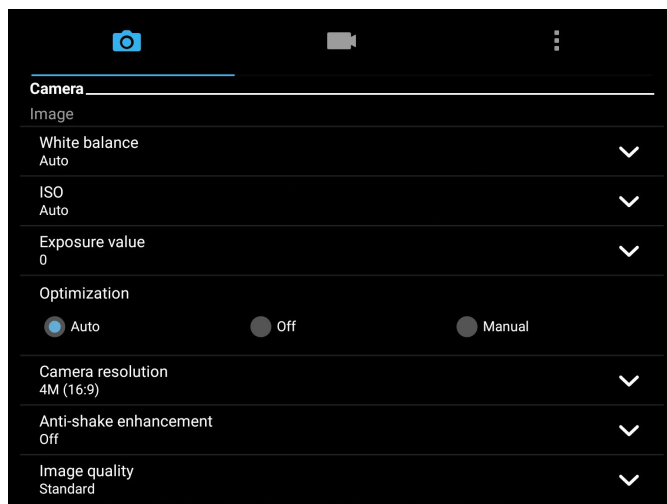 Camera
Image
White balance
Auto
ISO
Auto
Exposure value
0
Optimization
Auto Off Manual
Camera resolution
4M (16:9)
Anti-shake enhancement
Off
Image quality
Standard